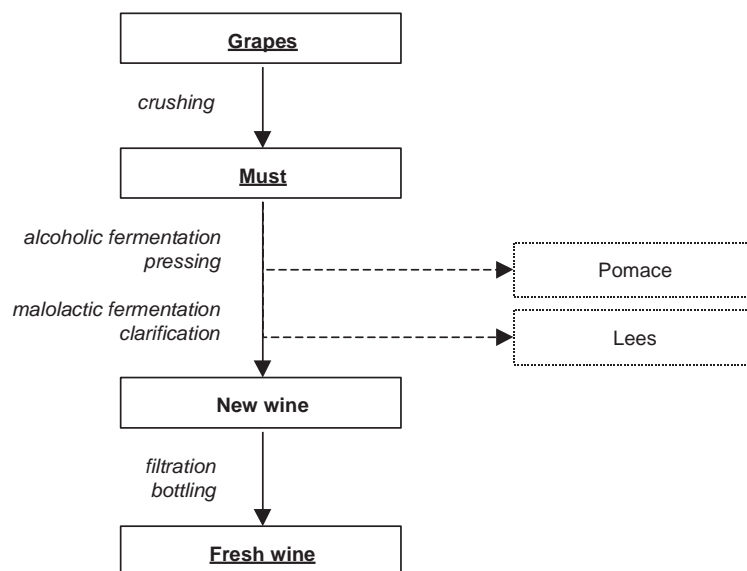 Grapes
crushing
Must
alcoholic fermentation
pressing
Pomace
malolactic fermentation
clarification
Lees
New wine
filtration
bottling
Fresh wine